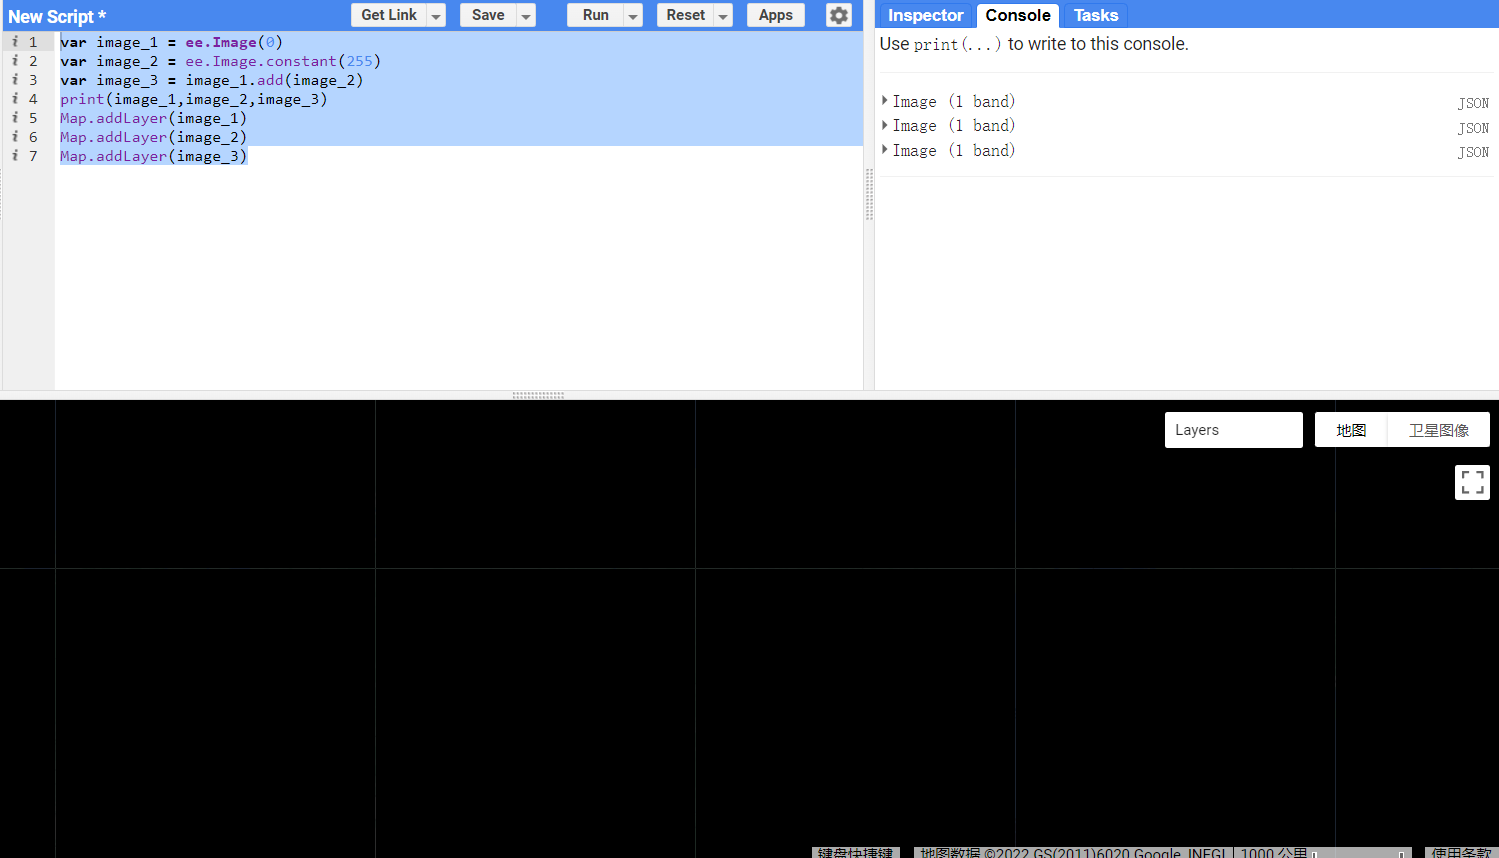 New Script *
Get Link
Save
Run
Reset
Apps
Inspector
Console
Tasks
i 1 var image_1 = ee.Image(0)
i 2 var image_2 = ee.Image.constant(255)
i 3 var image_3 = image_1.add(image_2)
i 4 print(image_1,image_2,image_3)
i 5 Map.addLayer(image_1)
i 6 Map.addLayer(image_2)
i 7 Map.addLayer(image_3)
Use print(...) to write to this console.
Image (1 band) JSON
Image (1 band) JSON
Image (1 band) JSON
Layers
地图
卫星图像
键盘快捷键
地图数据 ©2022 GS(2011)6020 Google, INEGI
1000 公里
使用条款